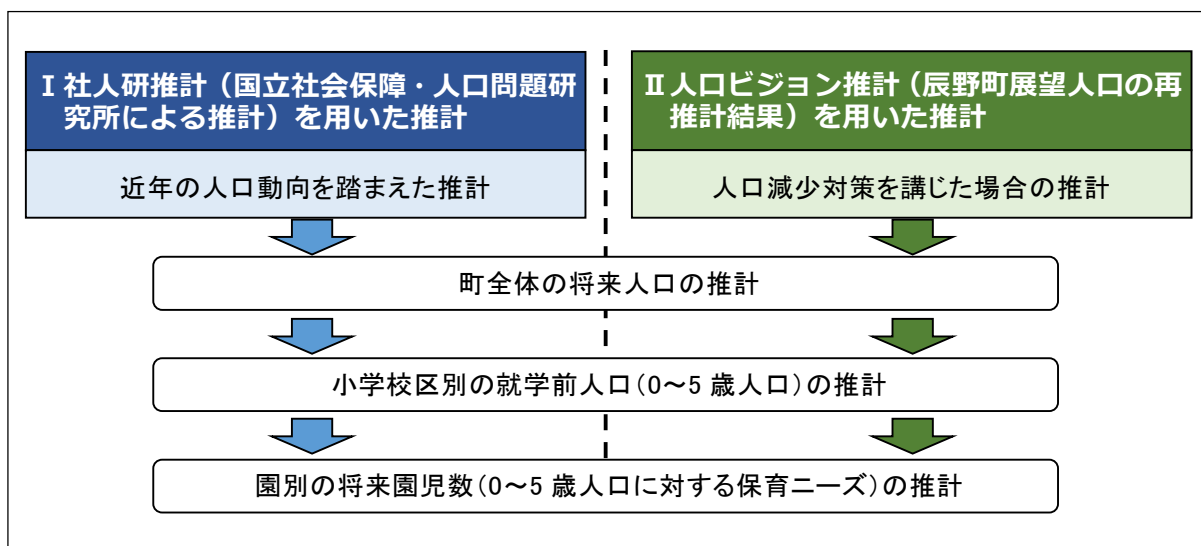 Ⅰ 社人研推計（国立社会保障・人口問題研
究所による推計）を用いた推計
近年の人口動向を踏まえた推計
Ⅱ 人口ビジョン推計（辰野町展望人口の再
推計結果）を用いた推計
人口減少対策を講じた場合の推計
町全体の将来人口の推計
小学校区別の就学前人口（0～5 歳人口）の推計
園別の将来園児数（0～5 歳人口に対する保育ニーズ）の推計